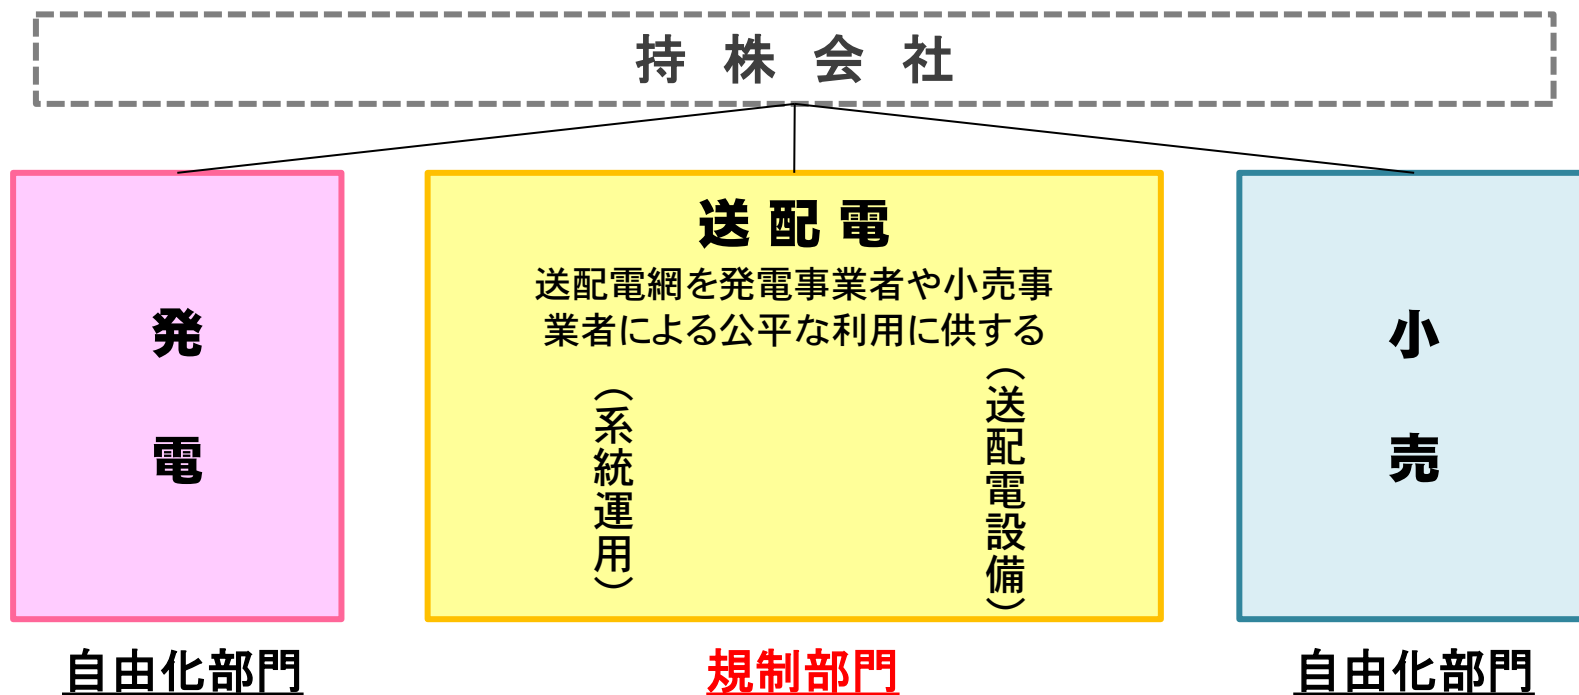 持株会社
発電
送配電
送配電網を発電事業者や小売事
業者による公平な利用に供する
（系統運用）
（送配電設備）
小売
自由化部門
規制部門
自由化部門